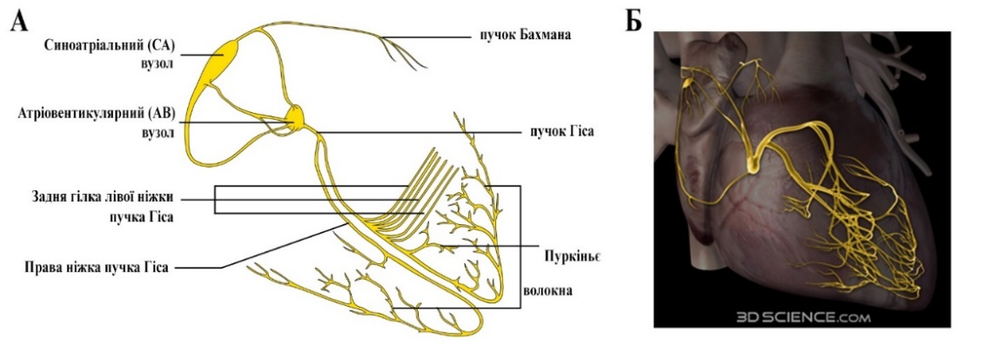 А
Синоатріальний (СА)
вузол
пучок Бахмана
Атріовентикулярний (АВ)
вузол
пучок Гіса
Задня гілка лівої ніжки
пучка Гіса
Права ніжка пучка Гіса
Пуркіньє
волокна
Б
3DSCIENCE.COM